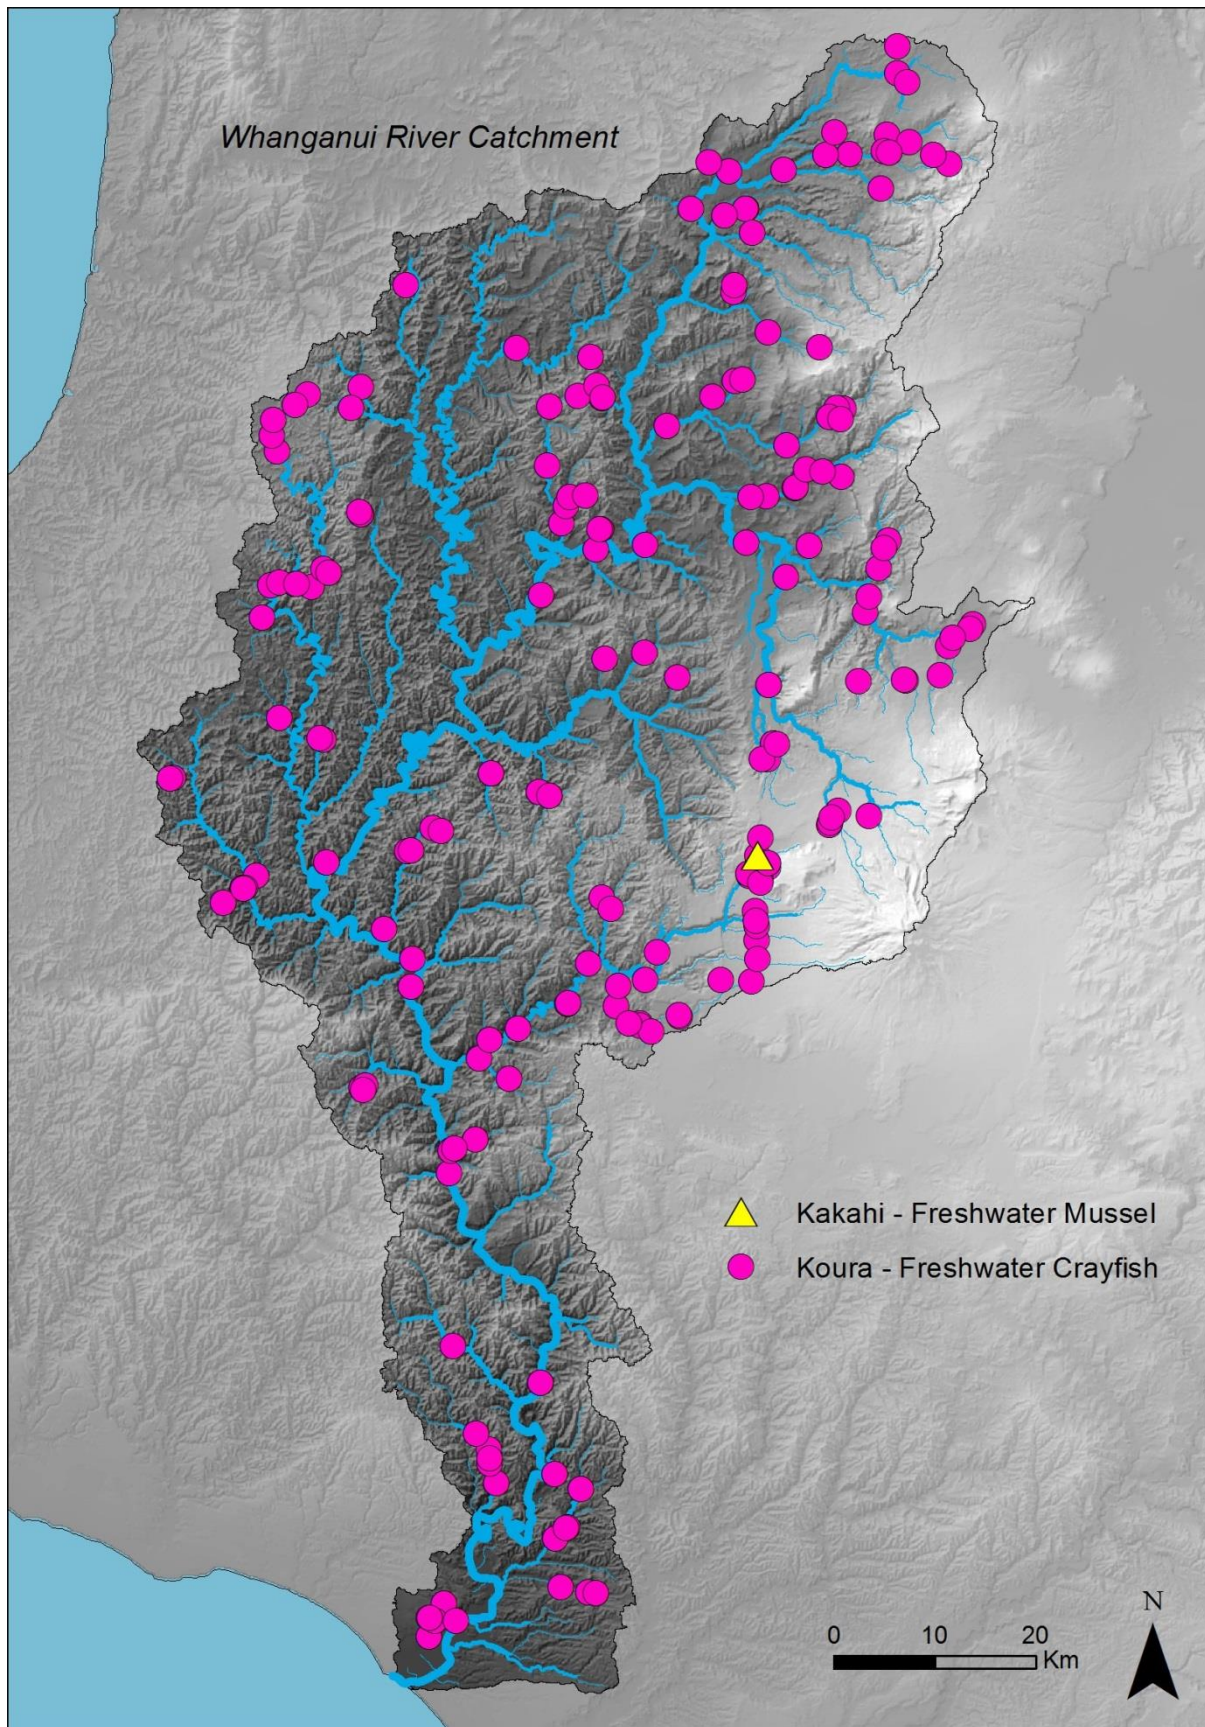 Whanganui River Catchment
Kakahi - Freshwater Mussel
Koura - Freshwater Crayfish
N
0 10 20
Km